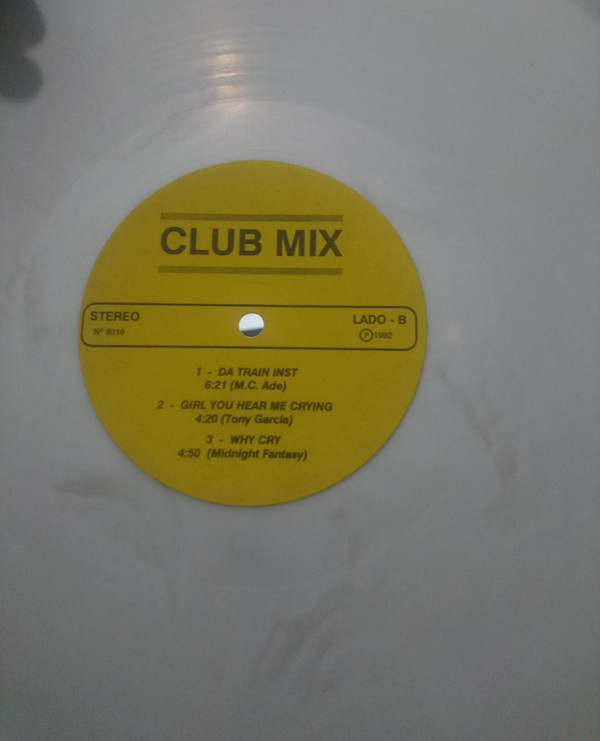 CLUB MIX
STEREO
Nº 8019
LADO - B
Ⓟ1992
1 - DA TRAIN INST
6:21 (M.C. Ade)
2 - GIRL YOU HEAR ME CRYING
4:20 (Tony Garcia)
3 - WHY CRY
4:50 (Midnight Fantasy)